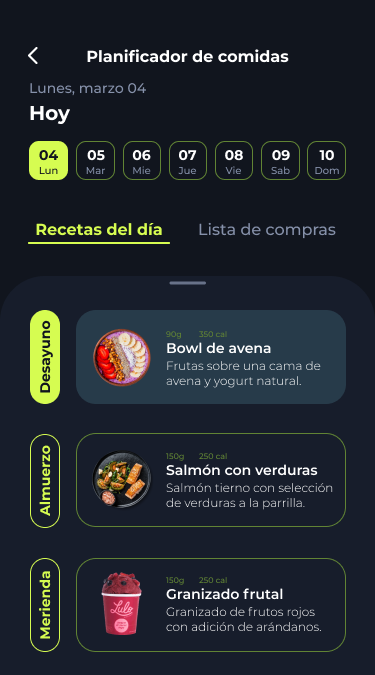 Planificador de comidas
Lunes, marzo 04
Hoy
04 05 06 07 08 09 10
Lun Mar Mie Jue Vie Sab Dom
Recetas del día Lista de compras
Desayuno
90g 350 cal
Bowl de avena
Frutas sobre una cama de
avena y yogurt natural.
Almuerzo
150g 250 cal
Salmón con verduras
Salmón tierno con selección
de verduras a la parrilla.
Merienda
Lulo
150g 250 cal
Granizado frutal
Granizado de frutos rojos
con adición de arándanos.